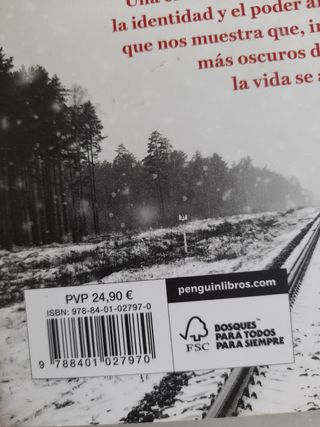 Una
la identidad y el poder
que nos muestra que,
más oscuros d
la vida se a
PVP 24,90 €
penguinlibros.com
ISBN: 978-84-01-02797-0
FSC
BOSQUES
PARA TODOS
PARA SIEMPRE
9 788401 027970